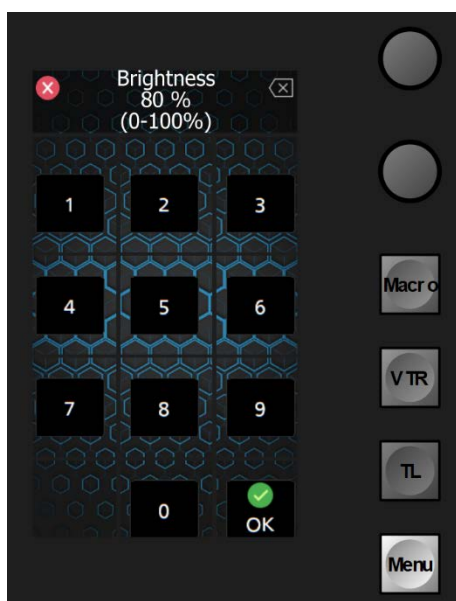 Brightness
80 %
(0-100%)
1 2 3
4 5 6
7 8 9
0 OK
Macro
VTR
TL
Menu